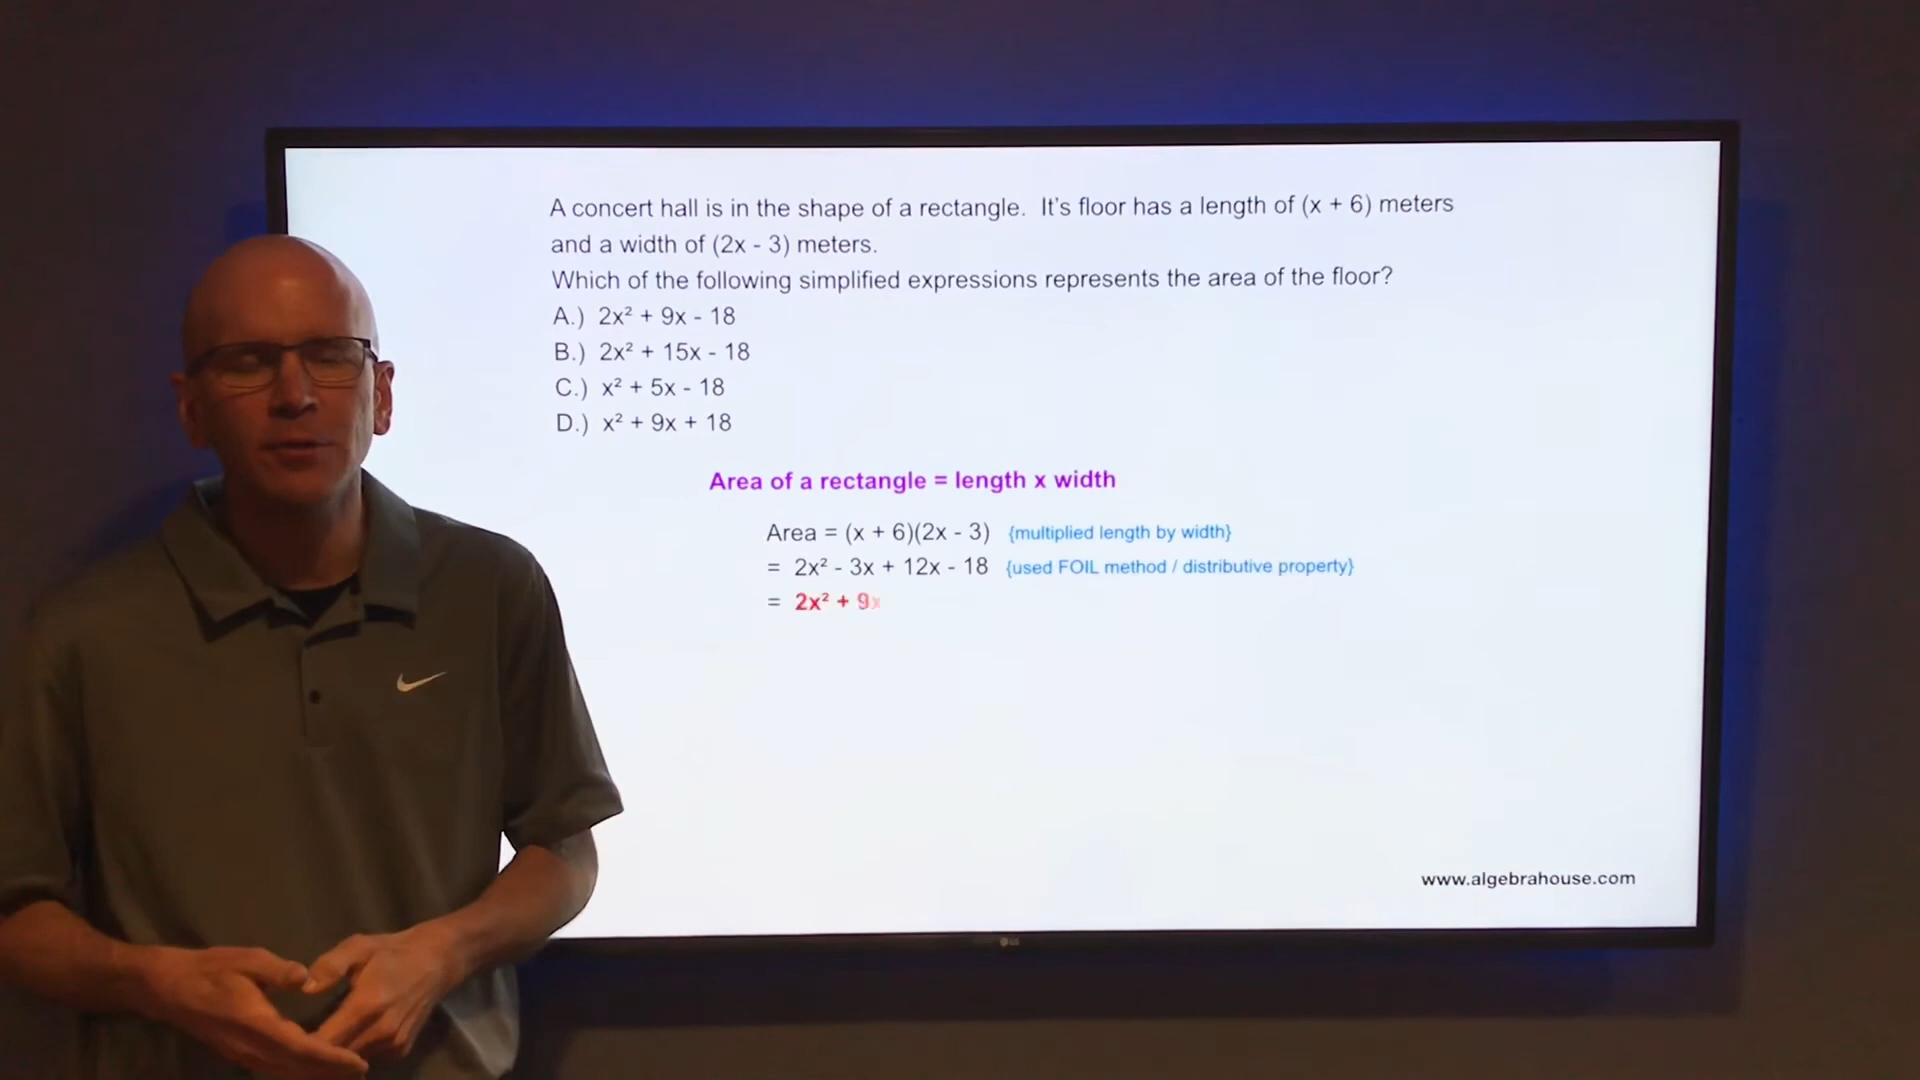 A concert hall is in the shape of a rectangle. It's floor has a length of (x + 6) meters
and a width of (2x - 3) meters.
Which of the following simplified expressions represents the area of the floor?
A.) 2x² + 9x - 18
B.) 2x² + 15x - 18
C.) x² + 5x - 18
D.) x² + 9x + 18
Area of a rectangle = length x width
Area = (x + 6)(2x - 3) {multiplied length by width}
= 2x² - 3x + 12x - 18 {used FOIL method / distributive property}
= 2x² + 9x
www.algebrahouse.com
LG